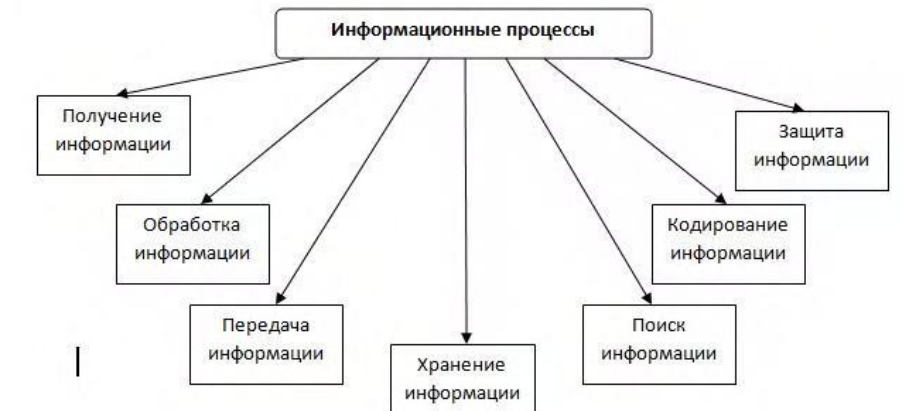 Информационные процессы
Получение
информации
Защита
информации
Обработка
информации
Кодирование
информации
Передача
информации
Поиск
информации
Хранение
информации